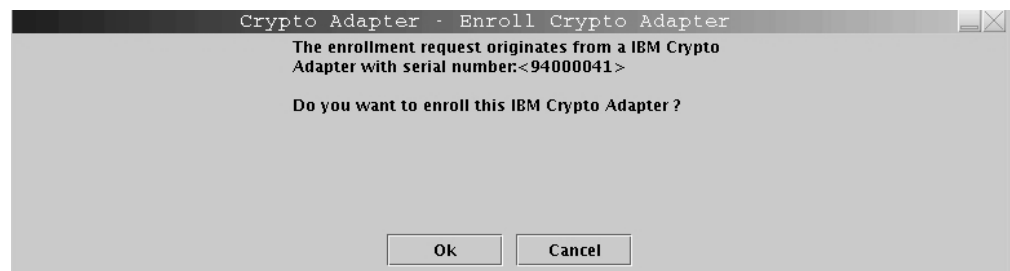 Crypto Adapter - Enroll Crypto Adapter
The enrollment request originates from a IBM Crypto
Adapter with serial number:<94000041>
Do you want to enroll this IBM Crypto Adapter ?
Ok Cancel